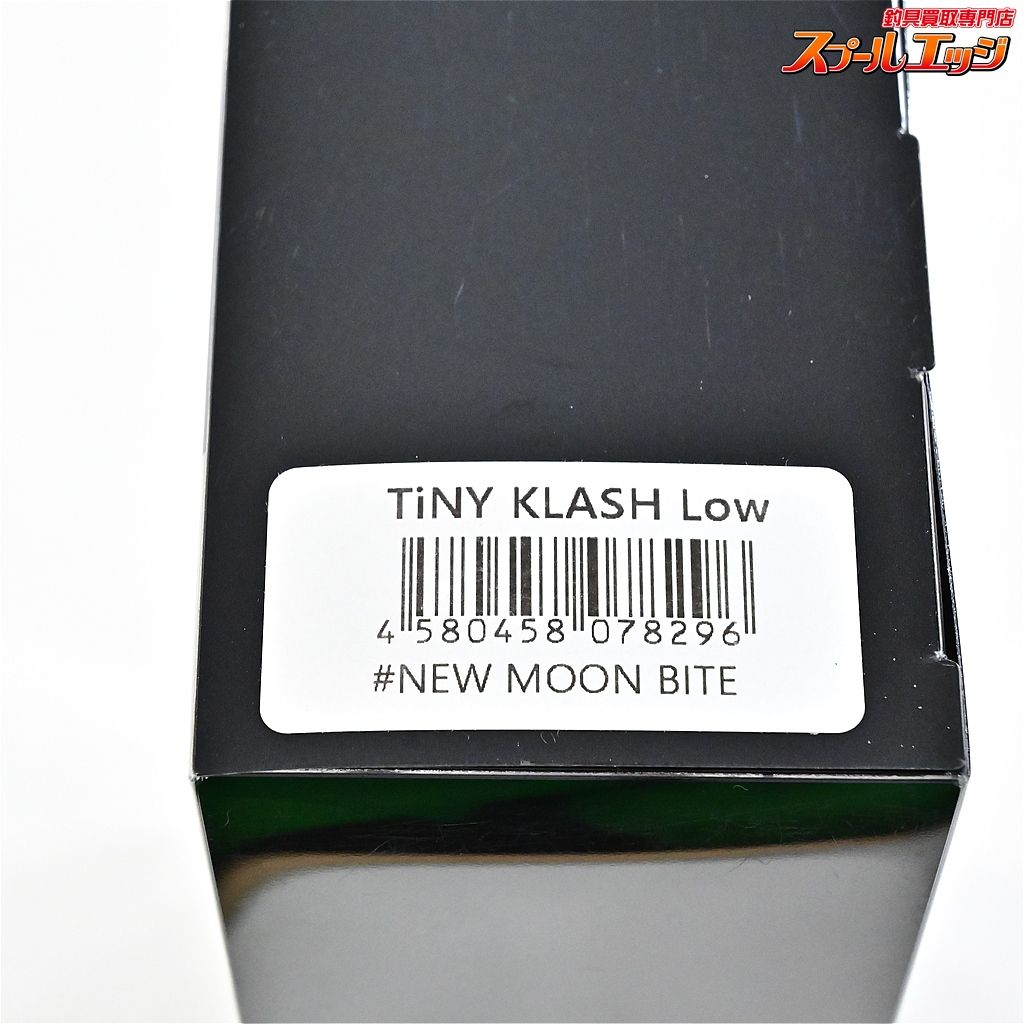 釣具買取専門店
スプールエッジ
TiNY KLASH Low
4 580458 078296
#NEW MOON BITE